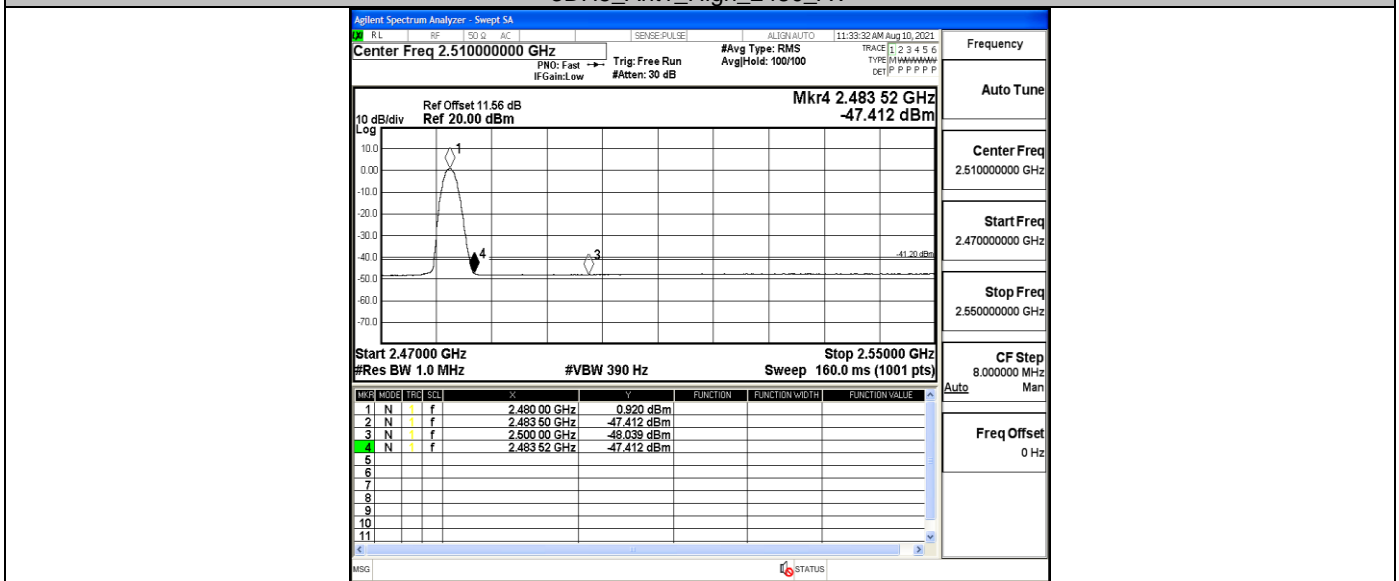 Agilent Spectrum Analyzer - Swept SA
RL RF 50 Ω AC SENSE:PULSE ALIGN AUTO 11:33:32 AM Aug 10, 2021
Center Freq 2.510000000 GHz
PNO: Fast
IFGain:Low
Trig: Free Run
#Atten: 30 dB
#Avg Type: RMS
Avg|Hold: 100/100
TRACE 1 2 3 4 5 6
TYPE M WWWWW
DET P P P P P P
Ref Offset 11.56 dB
Ref 20.00 dBm
10 dB/div
Log
Mkr4 2.483 52 GHz
-47.412 dBm
10.0
0.00
-10.0
-20.0
-30.0
-40.0
-50.0
-60.0
-70.0
1
4
3
-41.20 dBm
Start 2.47000 GHz
Stop 2.55000 GHz
#Res BW 1.0 MHz
#VBW 390 Hz
Sweep 160.0 ms (1001 pts)
MKR MODE TRC SCL X Y FUNCTION FUNCTION WIDTH FUNCTION VALUE
1 N 1 f 2.480 00 GHz 0.920 dBm
2 N 1 f 2.483 50 GHz -47.412 dBm
3 N 1 f 2.500 00 GHz -48.039 dBm
4 N 1 f 2.483 52 GHz -47.412 dBm
5
6
7
8
9
10
11
MSG
STATUS
Frequency
Auto Tune
Center Freq
2.510000000 GHz
Start Freq
2.470000000 GHz
Stop Freq
2.550000000 GHz
CF Step
8.000000 MHz
Auto Man
Freq Offset
0 Hz